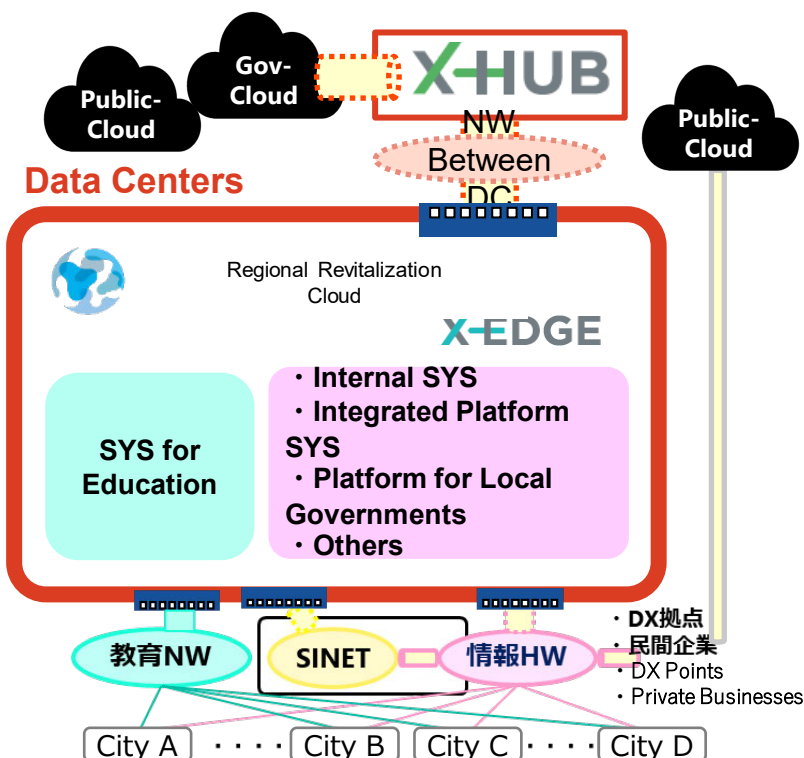 Gov-
Cloud
X-HUB
Public-
Cloud
Public-
Cloud
NW
Between
DC
Data Centers
Regional Revitalization
Cloud
X-EDGE
SYS for
Education
・Internal SYS
・Integrated Platform
SYS
・Platform for Local
Governments
・Others
教育NW
SINET
情報HW
・DX拠点
・民間企業
・DX Points
・Private Businesses
City A ・・・・ City B City C ・・・・ City D